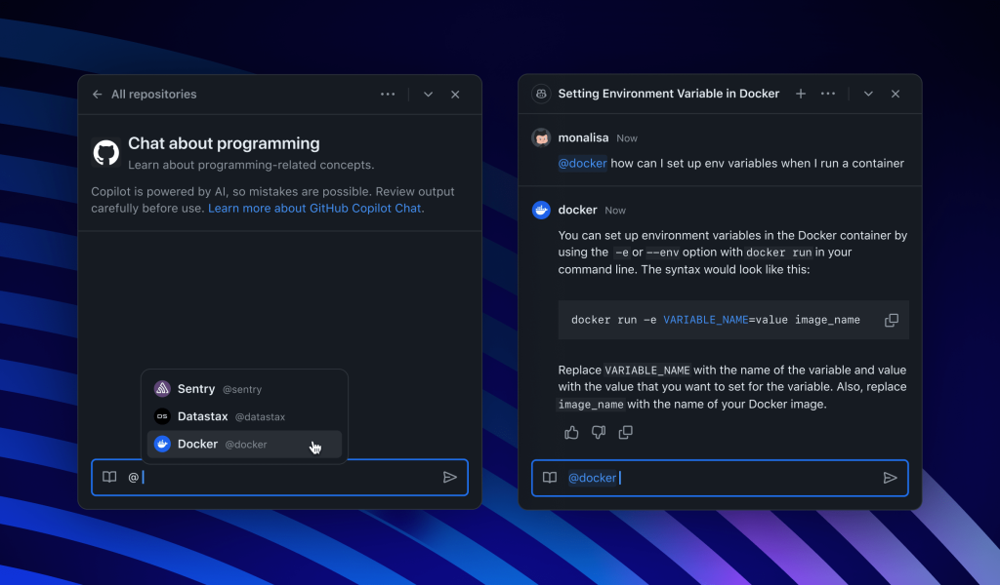 All repositories
Chat about programming
Learn about programming-related concepts.
Copilot is powered by AI, so mistakes are possible. Review output
carefully before use. Learn more about GitHub Copilot Chat.
Sentry @sentry
DS Datastax @datastax
Docker @docker
@
Setting Environment Variable in Docker
monalisa Now
@docker how can I set up env variables when I run a container
docker Now
You can set up environment variables in the Docker container by
using the -e or --env option with docker run in your
command line. The syntax would look like this:
docker run -e VARIABLE_NAME=value image_name
Replace VARIABLE_NAME with the name of the variable and value
with the value that you want to set for the variable. Also, replace
image_name with the name of your Docker image.
@docker